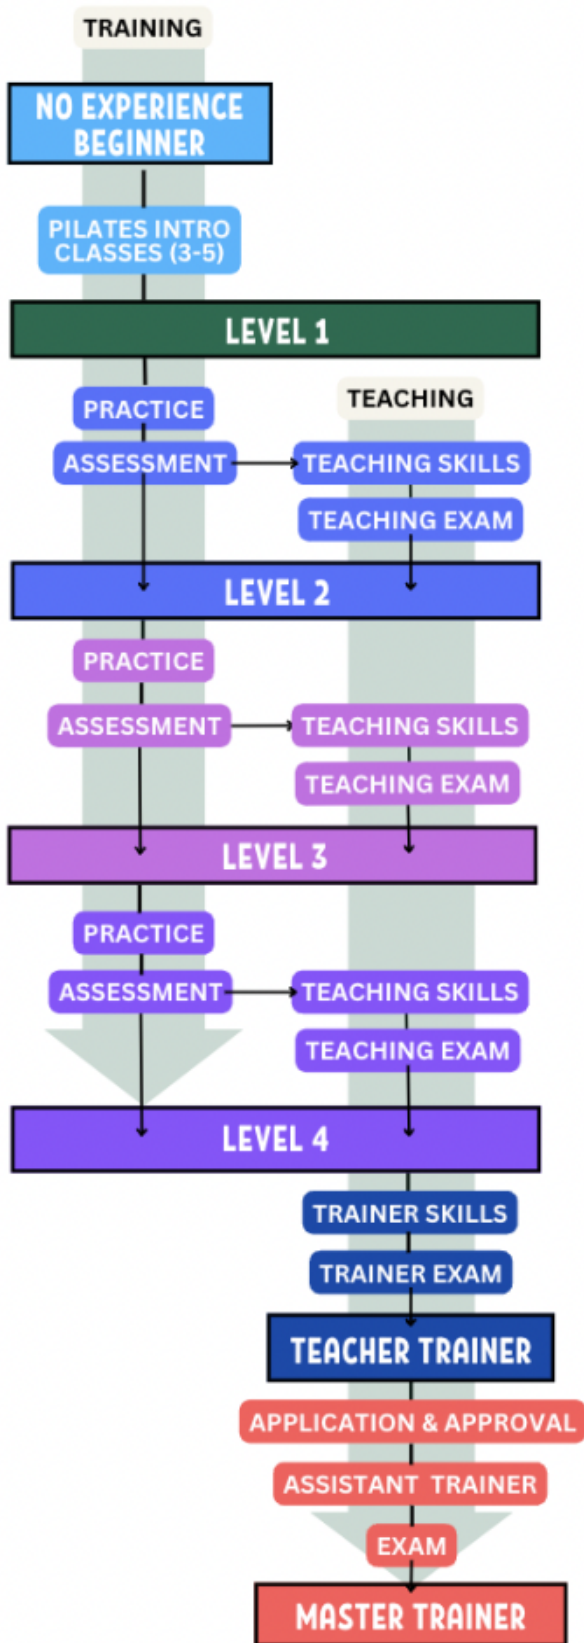 TRAINING
NO EXPERIENCE
BEGINNER
PILATES INTRO
CLASSES (3-5)
LEVEL 1
PRACTICE
TEACHING
ASSESSMENT
TEACHING SKILLS
TEACHING EXAM
LEVEL 2
PRACTICE
ASSESSMENT
TEACHING SKILLS
TEACHING EXAM
LEVEL 3
PRACTICE
ASSESSMENT
TEACHING SKILLS
TEACHING EXAM
LEVEL 4
TRAINER SKILLS
TRAINER EXAM
TEACHER TRAINER
APPLICATION & APPROVAL
ASSISTANT TRAINER
EXAM
MASTER TRAINER